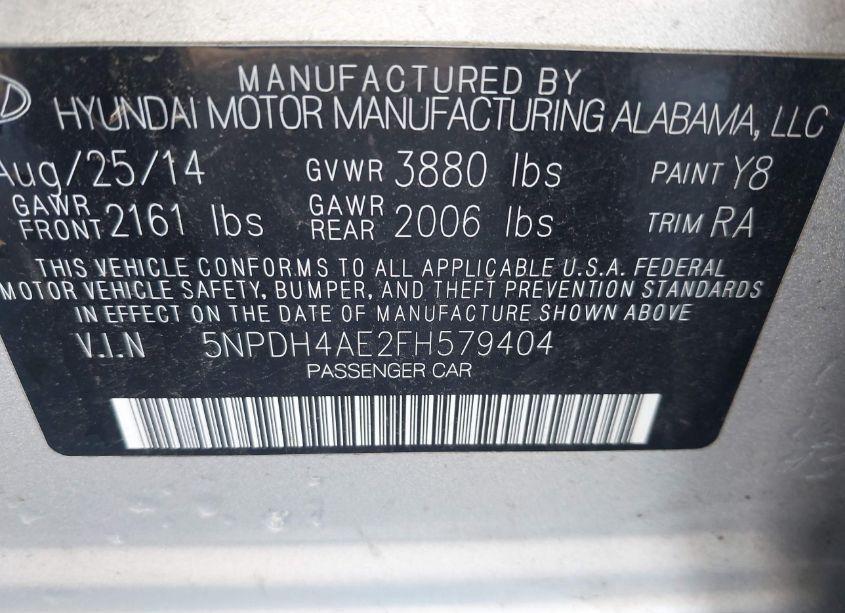 MANUFACTURED BY
HYUNDAI MOTOR MANUFACTURING ALABAMA, LLC
Aug/25/14 GVWR 3880 lbs PAINT Y8
GAWR FRONT 2161 lbs GAWR REAR 2006 lbs TRIM RA
THIS VEHICLE CONFORMS TO ALL APPLICABLE U.S.A. FEDERAL
MOTOR VEHICLE SAFETY, BUMPER, AND THEFT PREVENTION STANDARDS
IN EFFECT ON THE DATE OF MANUFACTURE SHOWN ABOVE.
V.I.N 5NPDH4AE2FH579404
PASSENGER CAR